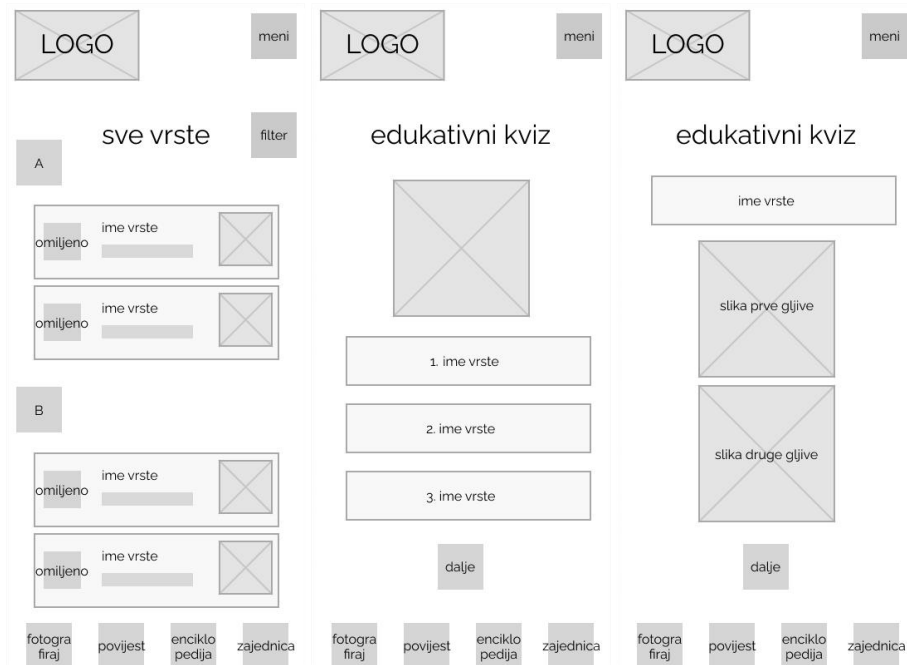 LOGO
meni
sve vrste
filter
A
omiljeno
ime vrste
omiljeno
ime vrste
B
omiljeno
ime vrste
omiljeno
ime vrste
fotogra
firaj
povijest
enciklo
pedija
zajednica
LOGO
meni
edukativni kviz
1. ime vrste
2. ime vrste
3. ime vrste
dalje
fotogra
firaj
povijest
enciklo
pedija
zajednica
LOGO
meni
edukativni kviz
ime vrste
slika prve gljive
slika druge gljive
dalje
fotogra
firaj
povijest
enciklo
pedija
zajednica